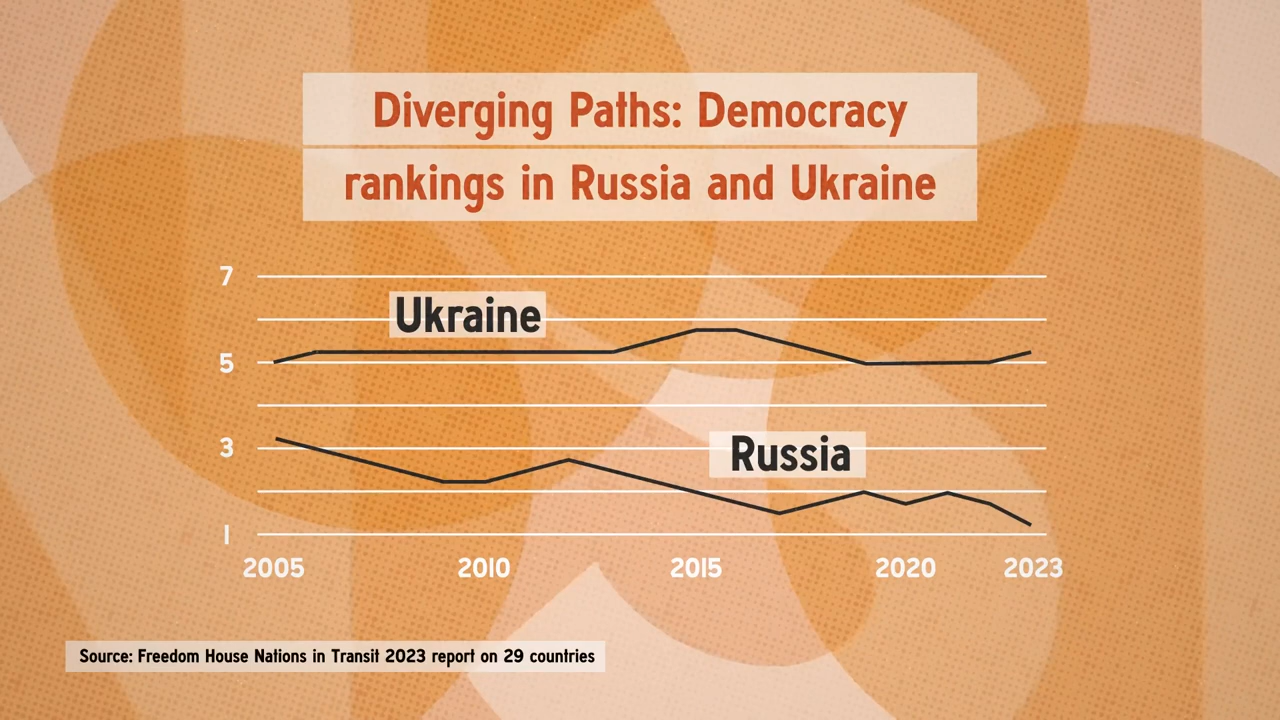 Diverging Paths: Democracy
rankings in Russia and Ukraine
7
Ukraine
5
3
Russia
1
2005 2010 2015 2020 2023
Source: Freedom House Nations in Transit 2023 report on 29 countries